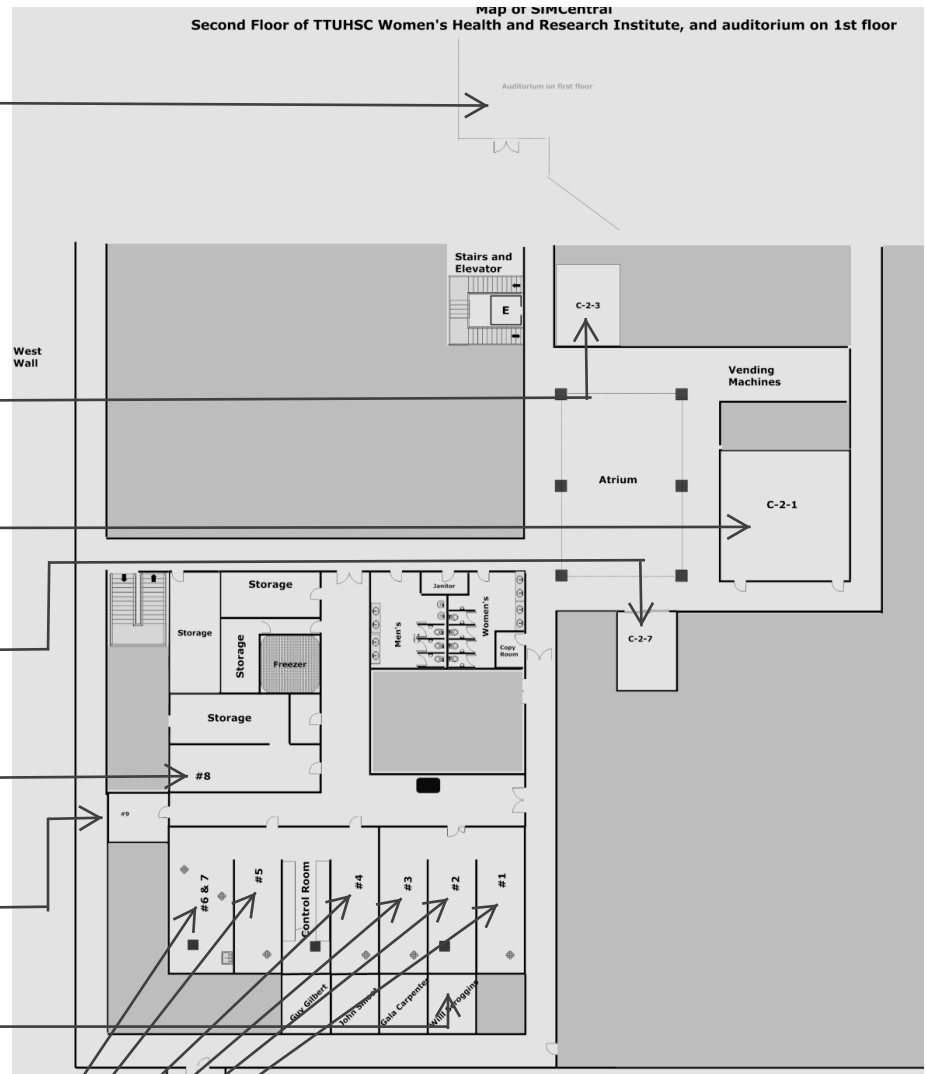 Map of SIMCentral
Second Floor of TTUHSC Women's Health and Research Institute, and auditorium on 1st floor
Auditorium on first floor
Stairs and
Elevator
E
C-2-3
West
Wall
Vending
Machines
Atrium
C-2-1
Storage
Janitor
Storage
Storage
Freezer
Men's
Women's
Copy
Room
C-2-7
Storage
#8
#9
#6 & 7
#5
Control Room
#4
#3
#2
#1
Guy Gilbert
John
Gala Carpenter
Scroggins